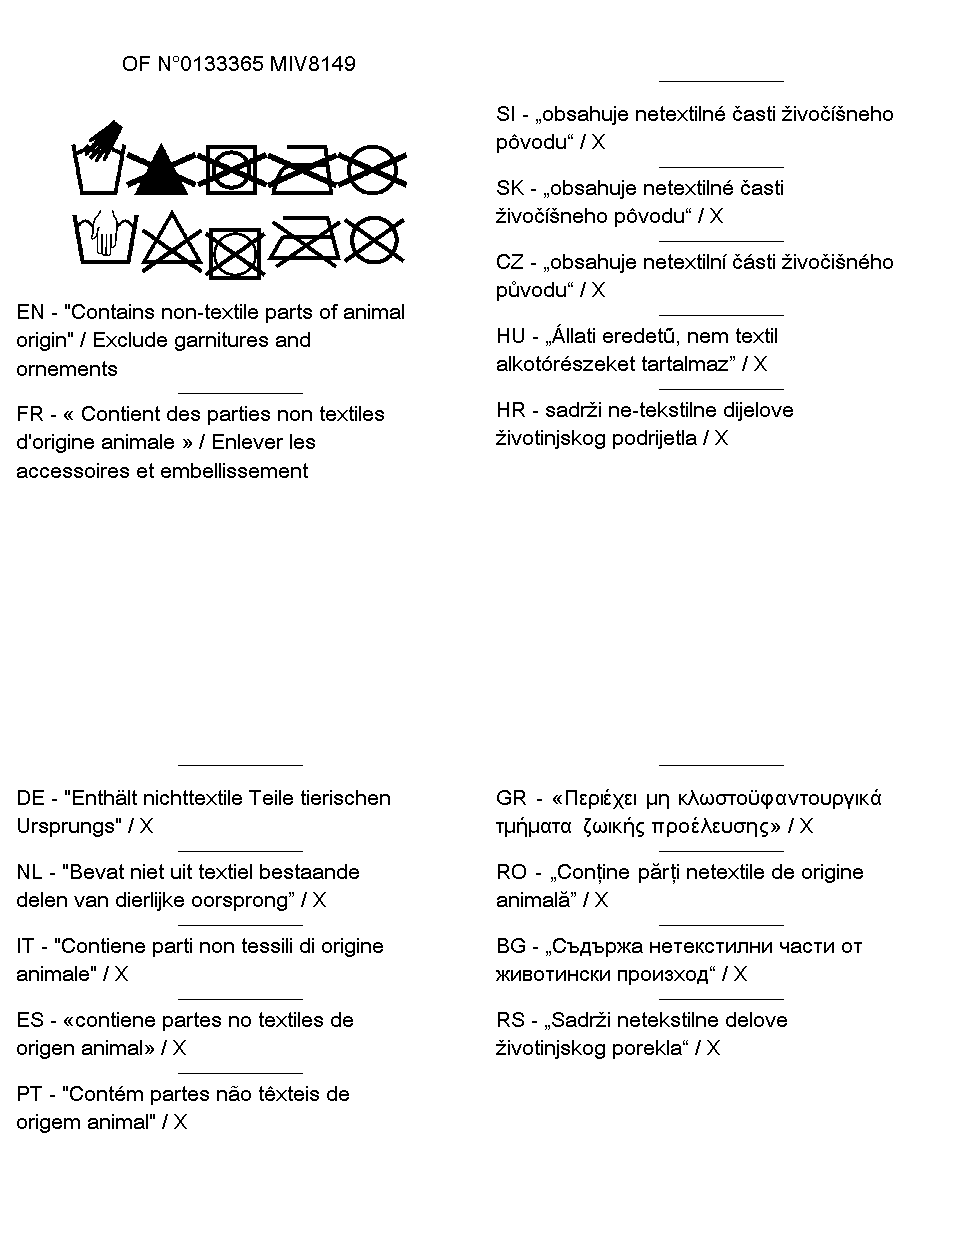 OF N°0133365 MIV8149
EN - "Contains non-textile parts of animal
origin" / Exclude garnitures and
ornements
FR - « Contient des parties non textiles
d'origine animale » / Enlever les
accessoires et embellissement
SI - „obsahuje netextilné časti živočíšneho
pôvodu“ / X
SK - „obsahuje netextilné časti
živočíšneho pôvodu“ / X
CZ - „obsahuje netextilní části živočišného
původu“ / X
HU - „Állati eredetű, nem textil
alkotórészeket tartalmaz” / X
HR - sadrži ne-tekstilne dijelove
životinjskog podrijetla / X
DE - "Enthält nichttextile Teile tierischen
Ursprungs" / X
NL - "Bevat niet uit textiel bestaande
delen van dierlijke oorsprong” / X
IT - "Contiene parti non tessili di origine
animale" / X
ES - «contiene partes no textiles de
origen animal» / X
PT - "Contém partes não têxteis de
origem animal" / X
GR - «Περιέχει μη κλωστοϋφαντουργικά
τμήματα ζωικής προέλευσης» / X
RO - „Conține părți netextile de origine
animală” / X
BG - „Съдържа нетекстилни части от
животински произход“ / X
RS - „Sadrži netekstilne delove
životinjskog porekla“ / X